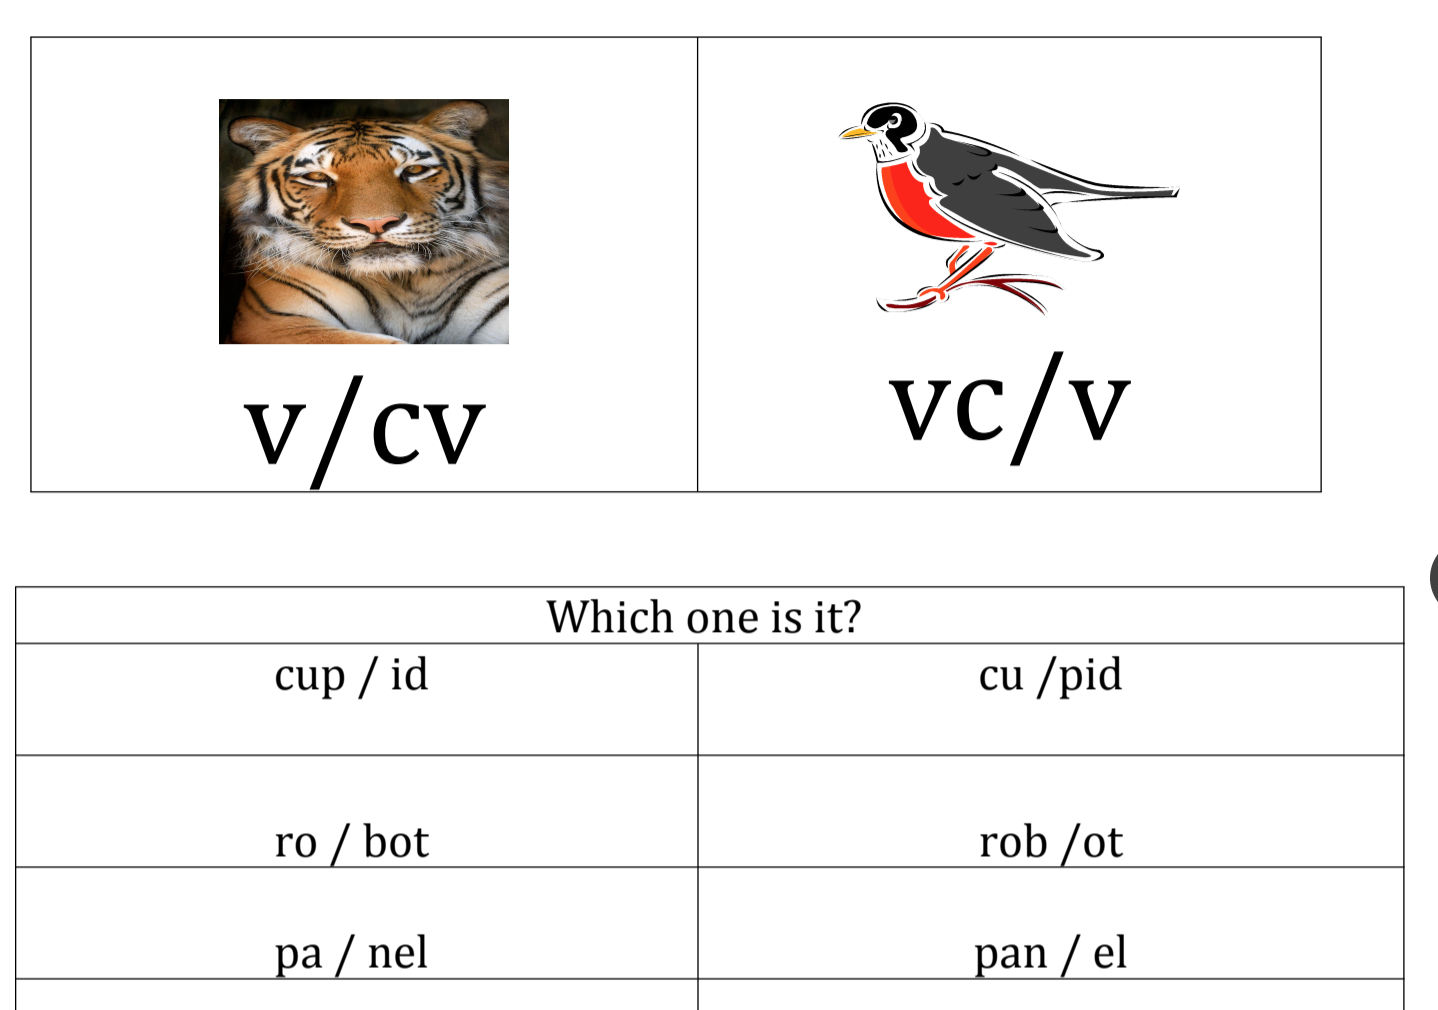 v/cv
vc/v
Which one is it?
cup / id
cu /pid
ro / bot
rob /ot
pa / nel
pan / el